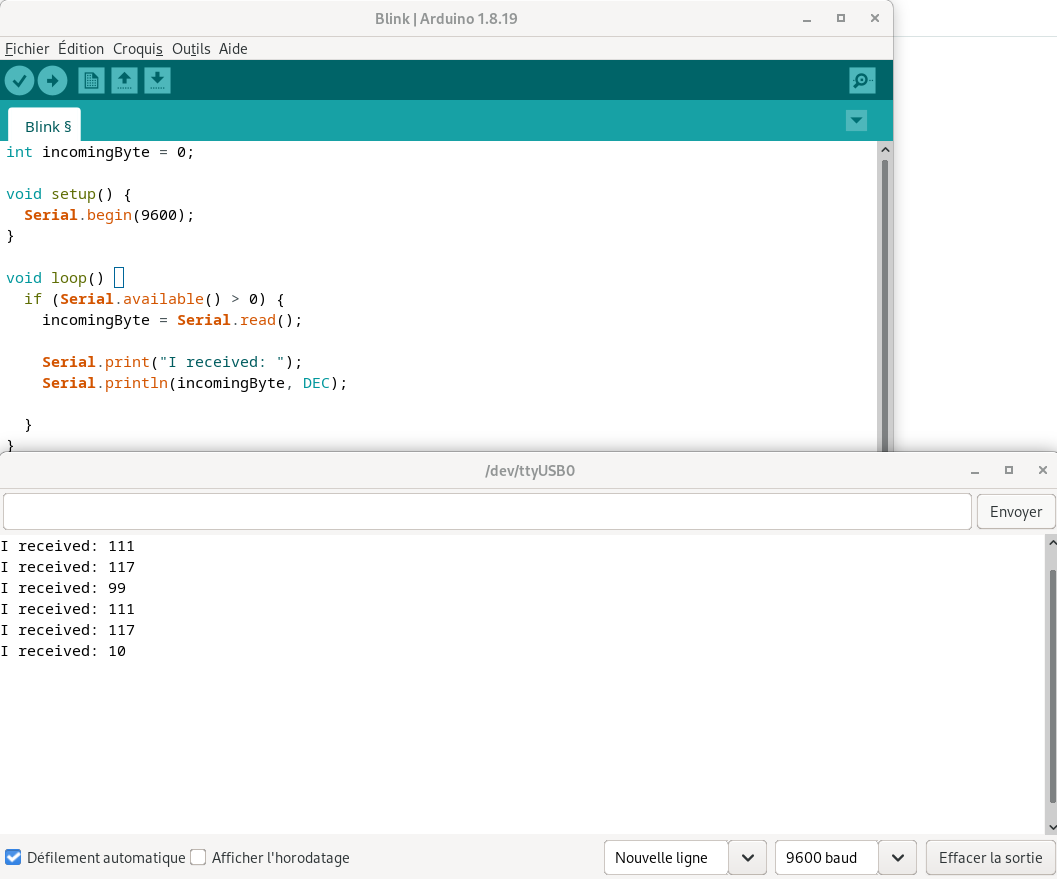 Blink | Arduino 1.8.19
Fichier Édition Croquis Outils Aide
Blink §
int incomingByte = 0;
void setup() {
  Serial.begin(9600);
}
void loop() {
  if (Serial.available() > 0) {
    incomingByte = Serial.read();
    Serial.print("I received: ");
    Serial.println(incomingByte, DEC);
  }
}
/dev/ttyUSB0
Envoyer
I received: 111
I received: 117
I received: 99
I received: 111
I received: 117
I received: 10
Défilement automatique Afficher l'horodatage Nouvelle ligne 9600 baud Effacer la sortie